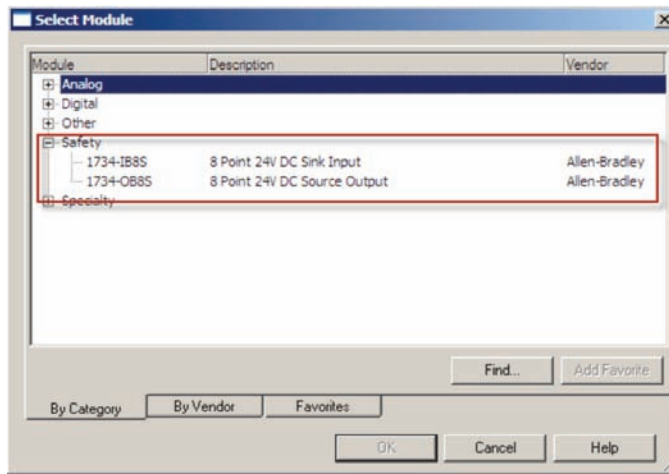 Select Module
Module Description Vendor
Analog
Digital
Other
Safety
1734-IB8S 8 Point 24V DC Sink Input Allen-Bradley
1734-OB8S 8 Point 24V DC Source Output Allen-Bradley
Specialty
Find... Add Favorite
By Category By Vendor Favorites
OK Cancel Help